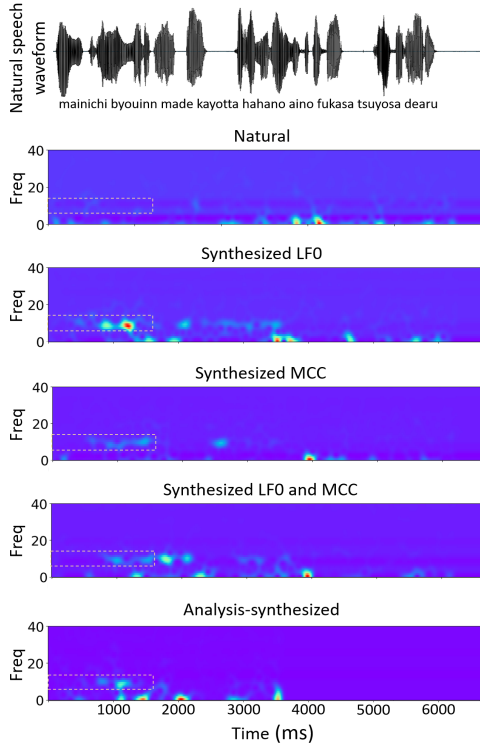 Natural speech
waveform
mainichi byouinn made kayotta hahano aino fukasa tsuyosa dearu
Natural
40
Freq
20
0
Synthesized LF0
40
Freq
20
0
Synthesized MCC
40
Freq
20
0
Synthesized LF0 and MCC
40
Freq
20
0
Analysis-synthesized
40
Freq
20
0
1000 2000 3000 4000 5000 6000
Time (ms)